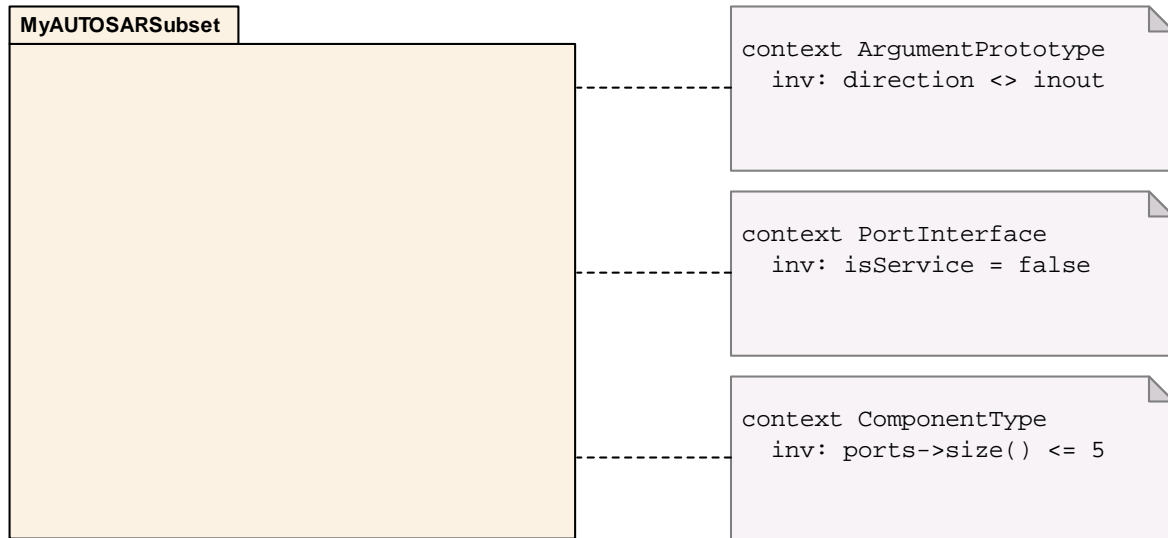 MyAUTOSARSubset
context ArgumentPrototype
inv: direction <> inout
context PortInterface
inv: isService = false
context ComponentType
inv: ports->size() <= 5